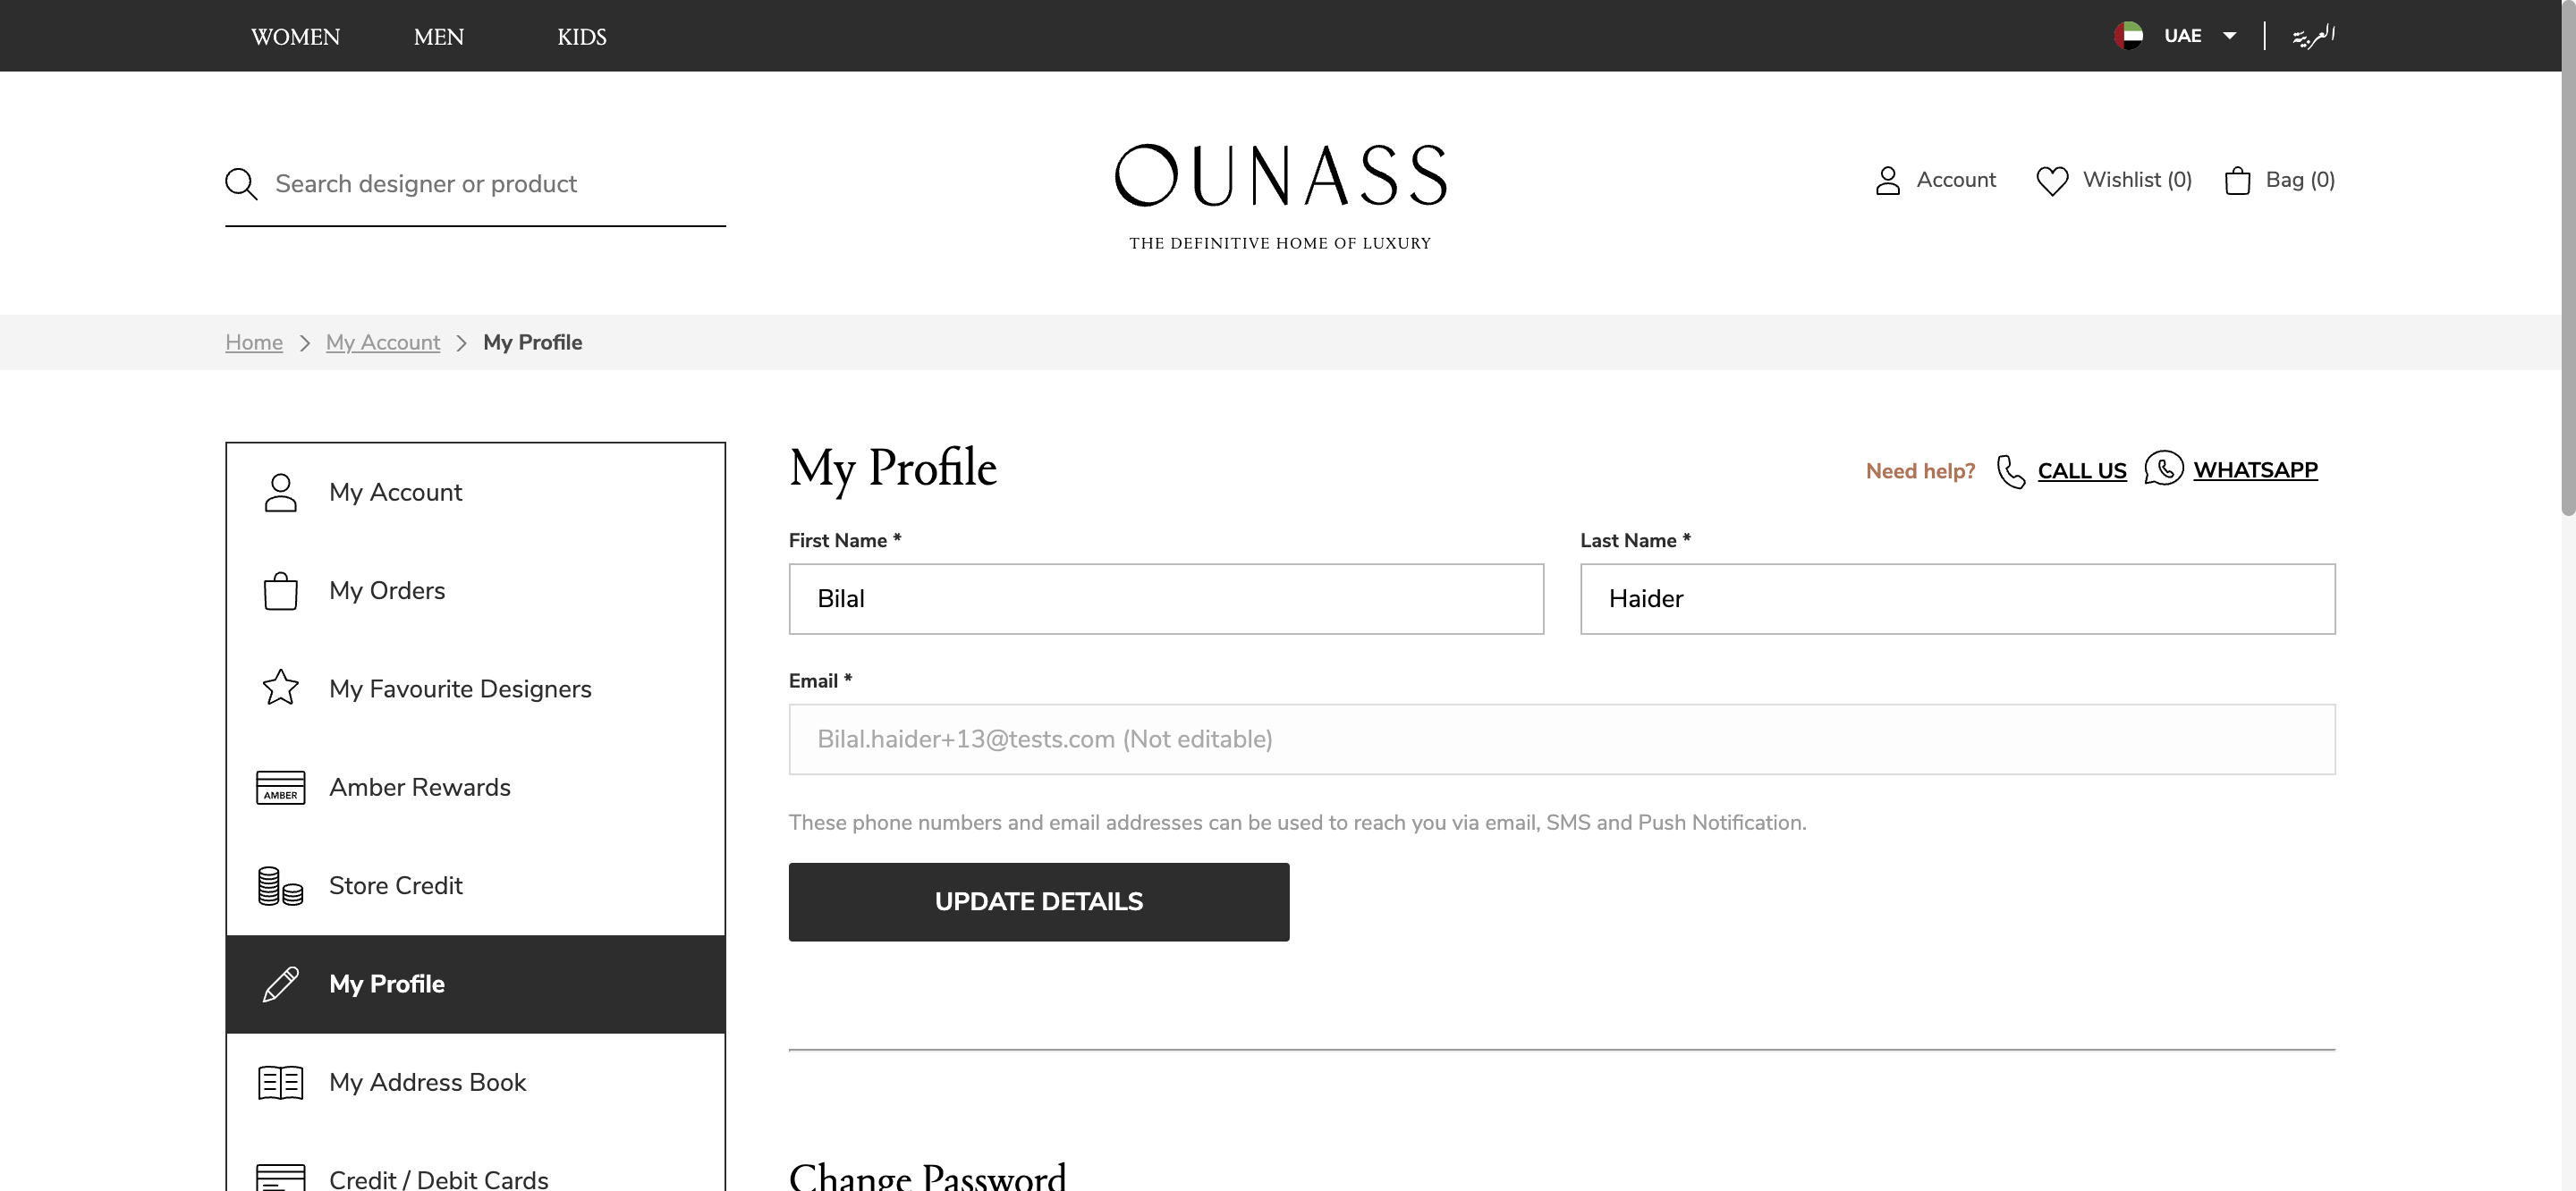 WOMEN MEN KIDS UAE العربية
Search designer or product
OUNASS
THE DEFINITIVE HOME OF LUXURY
Account Wishlist (0) Bag (0)
Home My Account My Profile
My Account
My Orders
My Favourite Designers
AMBER Amber Rewards
Store Credit
My Profile
My Address Book
Credit / Debit Cards
My Profile
Need help? CALL US WHATSAPP
First Name * Last Name *
Bilal Haider
Email *
Bilal.haider+13@tests.com (Not editable)
These phone numbers and email addresses can be used to reach you via email, SMS and Push Notification.
UPDATE DETAILS
Change Password